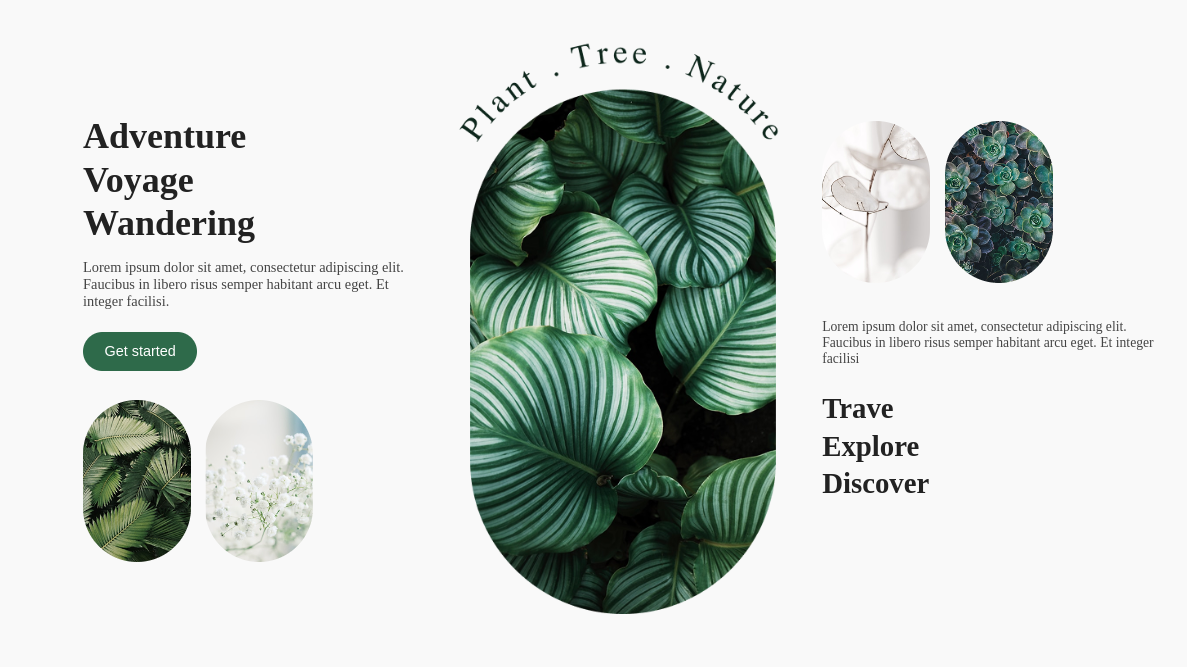 Adventure
Voyage
Wandering
Lorem ipsum dolor sit amet, consectetur adipiscing elit.
Faucibus in libero risus semper habitant arcu eget. Et
integer facilisi.
Get started
Plant . Tree . Nature
Lorem ipsum dolor sit amet, consectetur adipiscing elit.
Faucibus in libero risus semper habitant arcu eget. Et integer
facilisi
Trave
Explore
Discover